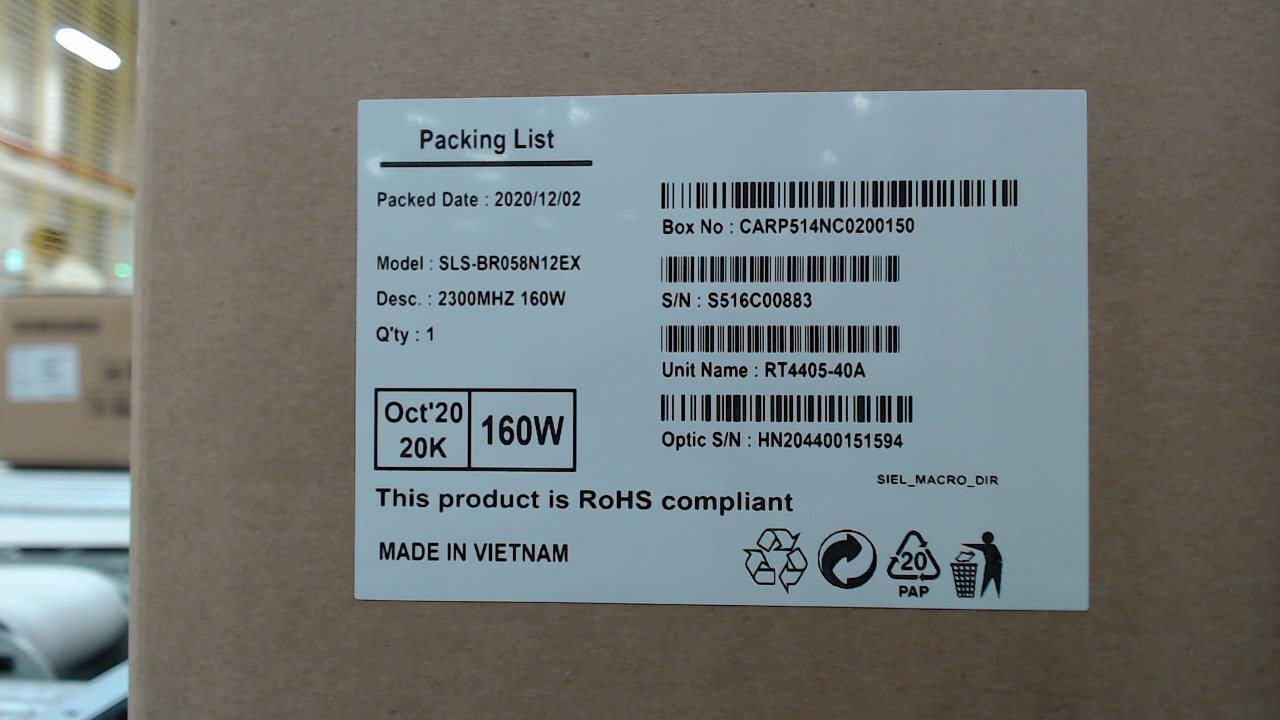 Packing List
Packed Date : 2020/12/02
Model : SLS-BR058N12EX
Desc. : 2300MHZ 160W
Q'ty : 1
Oct'20
20K
160W
Box No : CARP514NC0200150
S/N : S516C00883
Unit Name : RT4405-40A
Optic S/N : HN204400151594
SIEL_MACRO_DIR
This product is RoHS compliant
MADE IN VIETNAM
20
PAP